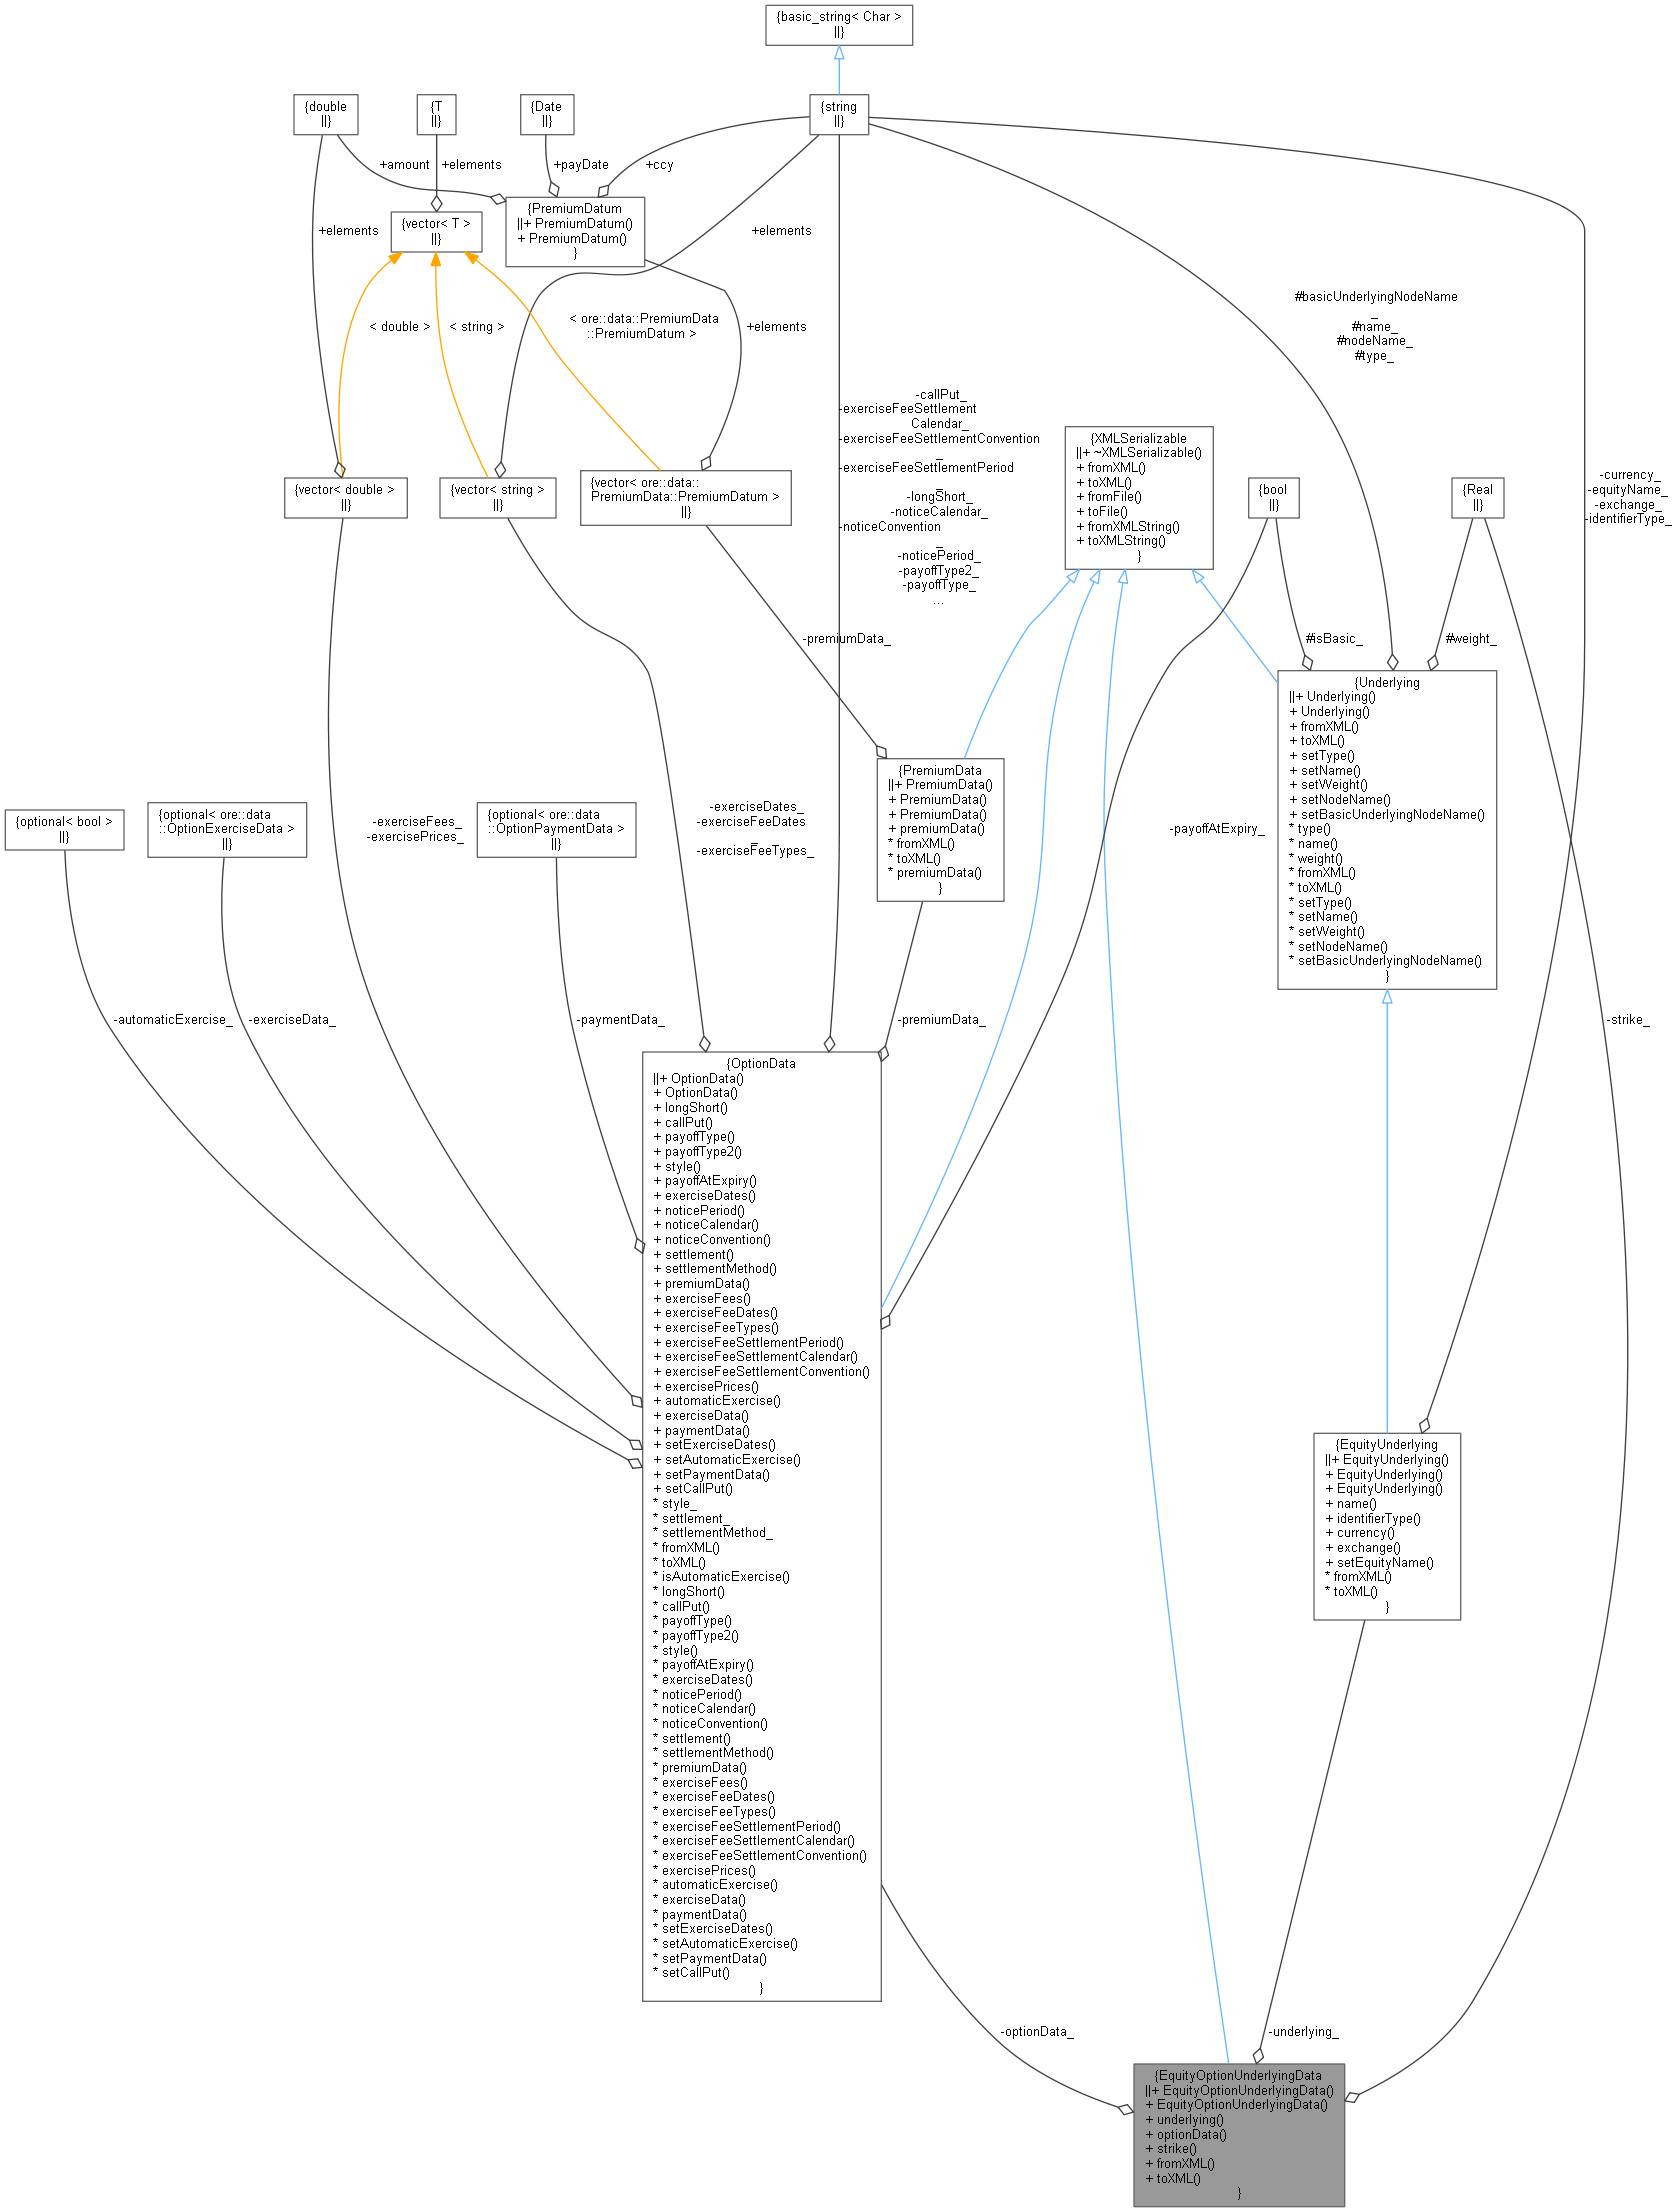 {basic_string< Char >
||}
{double
||}
{T
||}
{Date
||}
{string
||}
+amount
+elements
+payDate
+ccy
{PremiumDatum
||+ PremiumDatum()
+ PremiumDatum()
}
{vector< T >
||}
+elements
+elements
#basicUnderlyingNodeName
_
#name_
#nodeName_
#type_
< double >
< string >
< ore::data::PremiumData
::PremiumDatum >
+elements
-callPut_
-exerciseFeeSettlement
Calendar_
-exerciseFeeSettlementConvention
_
-exerciseFeeSettlementPeriod
_
-longShort_
-noticeCalendar_
-noticeConvention
_
-noticePeriod_
-payoffType2_
-payoffType_
...
{XMLSerializable
||+ ~XMLSerializable()
+ fromXML()
+ toXML()
+ fromFile()
+ toFile()
+ fromXMLString()
+ toXMLString()
}
-currency_
-equityName_
-exchange_
-identifierType_
{vector< double >
||}
{vector< string >
||}
{vector< ore::data::
PremiumData::PremiumDatum >
||}
{bool
||}
{Real
||}
-premiumData_
#isBasic_
#weight_
{Underlying
||+ Underlying()
+ Underlying()
+ fromXML()
+ toXML()
+ setType()
+ setName()
+ setWeight()
+ setNodeName()
+ setBasicUnderlyingNodeName()
* type()
* name()
* weight()
* fromXML()
* toXML()
* setType()
* setName()
* setWeight()
* setNodeName()
* setBasicUnderlyingNodeName()
}
{PremiumData
||+ PremiumData()
+ PremiumData()
+ PremiumData()
+ premiumData()
* fromXML()
* toXML()
* premiumData()
}
{optional< bool >
||}
{optional< ore::data
::OptionExerciseData >
||}
-exerciseFees_
-exercisePrices_
{optional< ore::data
::OptionPaymentData >
||}
-exerciseDates_
-exerciseFeeDates
_
-exerciseFeeTypes_
-payoffAtExpiry_
-automaticExercise_
-exerciseData_
-paymentData_
-premiumData_
-strike_
{OptionData
||+ OptionData()
+ OptionData()
+ longShort()
+ callPut()
+ payoffType()
+ payoffType2()
+ style()
+ payoffAtExpiry()
+ exerciseDates()
+ noticePeriod()
+ noticeCalendar()
+ noticeConvention()
+ settlement()
+ settlementMethod()
+ premiumData()
+ exerciseFees()
+ exerciseFeeDates()
+ exerciseFeeTypes()
+ exerciseFeeSettlementPeriod()
+ exerciseFeeSettlementCalendar()
+ exerciseFeeSettlementConvention()
+ exercisePrices()
+ automaticExercise()
+ exerciseData()
+ paymentData()
+ setExerciseDates()
+ setAutomaticExercise()
+ setPaymentData()
+ setCallPut()
* style_
* settlement_
* settlementMethod_
* fromXML()
* toXML()
* isAutomaticExercise()
* longShort()
* callPut()
* payoffType()
* payoffType2()
* style()
* payoffAtExpiry()
* exerciseDates()
* noticePeriod()
* noticeCalendar()
* noticeConvention()
* settlement()
* settlementMethod()
* premiumData()
* exerciseFees()
* exerciseFeeDates()
* exerciseFeeTypes()
* exerciseFeeSettlementPeriod()
* exerciseFeeSettlementCalendar()
* exerciseFeeSettlementConvention()
* exercisePrices()
* automaticExercise()
* exerciseData()
* paymentData()
* setExerciseDates()
* setAutomaticExercise()
* setPaymentData()
* setCallPut()
}
{EquityUnderlying
||+ EquityUnderlying()
+ EquityUnderlying()
+ EquityUnderlying()
+ name()
+ identifierType()
+ currency()
+ exchange()
+ setEquityName()
* fromXML()
* toXML()
}
-optionData_
-underlying_
{EquityOptionUnderlyingData
||+ EquityOptionUnderlyingData()
+ EquityOptionUnderlyingData()
+ underlying()
+ optionData()
+ strike()
+ fromXML()
+ toXML()
}